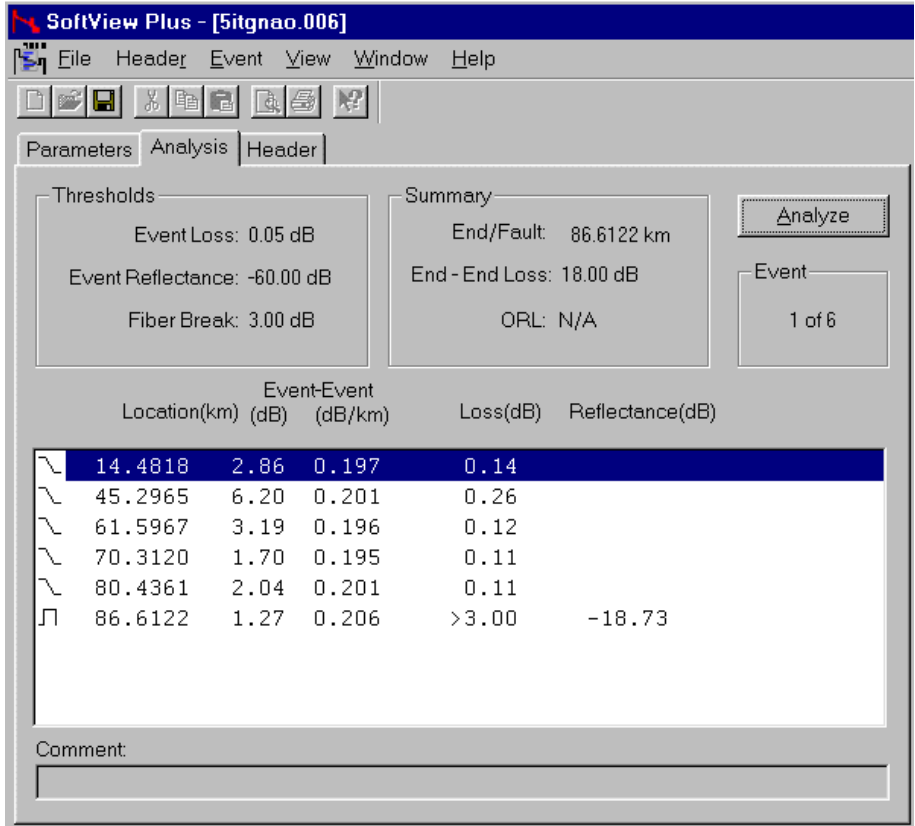 SoftView Plus - [5itgnao.006]
File Header Event View Window Help
Parameters Analysis Header
Thresholds
Event Loss: 0.05 dB
Event Reflectance: -60.00 dB
Fiber Break: 3.00 dB
Summary
End/Fault: 86.6122 km
End - End Loss: 18.00 dB
ORL: N/A
Analyze
Event
1 of 6
Event-Event
Location(km) (dB) (dB/km) Loss(dB) Reflectance(dB)
14.4818 2.86 0.197 0.14
45.2965 6.20 0.201 0.26
61.5967 3.19 0.196 0.12
70.3120 1.70 0.195 0.11
80.4361 2.04 0.201 0.11
86.6122 1.27 0.206 >3.00 -18.73
Comment: